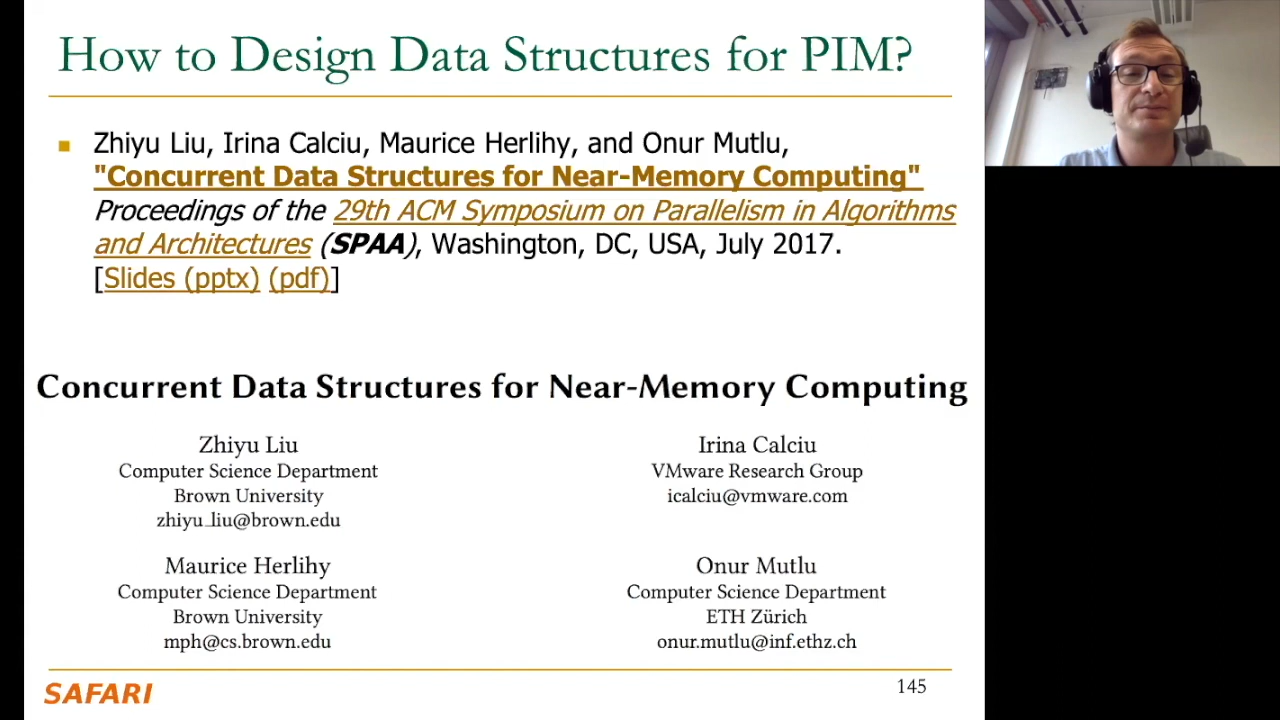 How to Design Data Structures for PIM?
Zhiyu Liu, Irina Calciu, Maurice Herlihy, and Onur Mutlu,
"Concurrent Data Structures for Near-Memory Computing"
Proceedings of the 29th ACM Symposium on Parallelism in Algorithms
and Architectures (SPAA), Washington, DC, USA, July 2017.
[Slides (pptx) (pdf)]
Concurrent Data Structures for Near-Memory Computing
Zhiyu Liu
Computer Science Department
Brown University
zhiyu_liu@brown.edu
Irina Calciu
VMware Research Group
icalciu@vmware.com
Maurice Herlihy
Computer Science Department
Brown University
mph@cs.brown.edu
Onur Mutlu
Computer Science Department
ETH Zürich
onur.mutlu@inf.ethz.ch
SAFARI
145